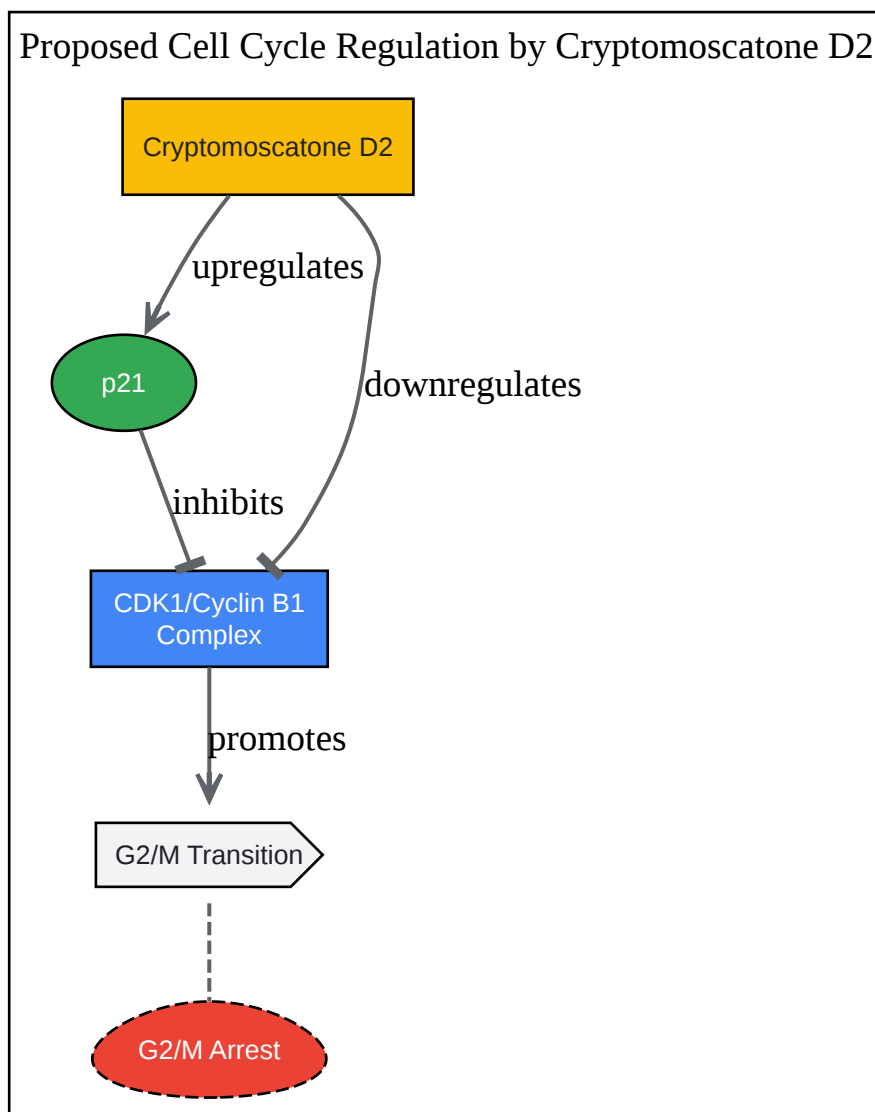 Proposed Cell Cycle Regulation by Cryptomoscatone D2
Cryptomoscatone D2
upregulates
p21
downregulates
inhibits
CDK1/Cyclin B1
Complex
promotes
G2/M Transition
G2/M Arrest